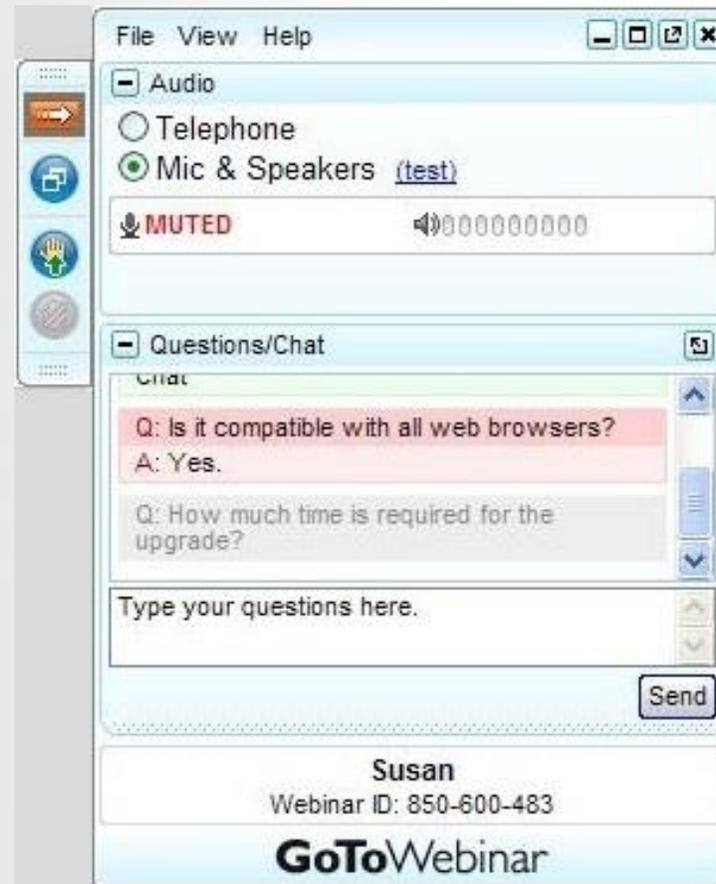 File View Help
Audio
Telephone
Mic & Speakers (test)
MUTED 000000000
Questions/Chat
Chat
Q: Is it compatible with all web browsers?
A: Yes.
Q: How much time is required for the
upgrade?
Type your questions here.
Send
Susan
Webinar ID: 850-600-483
GoToWebinar